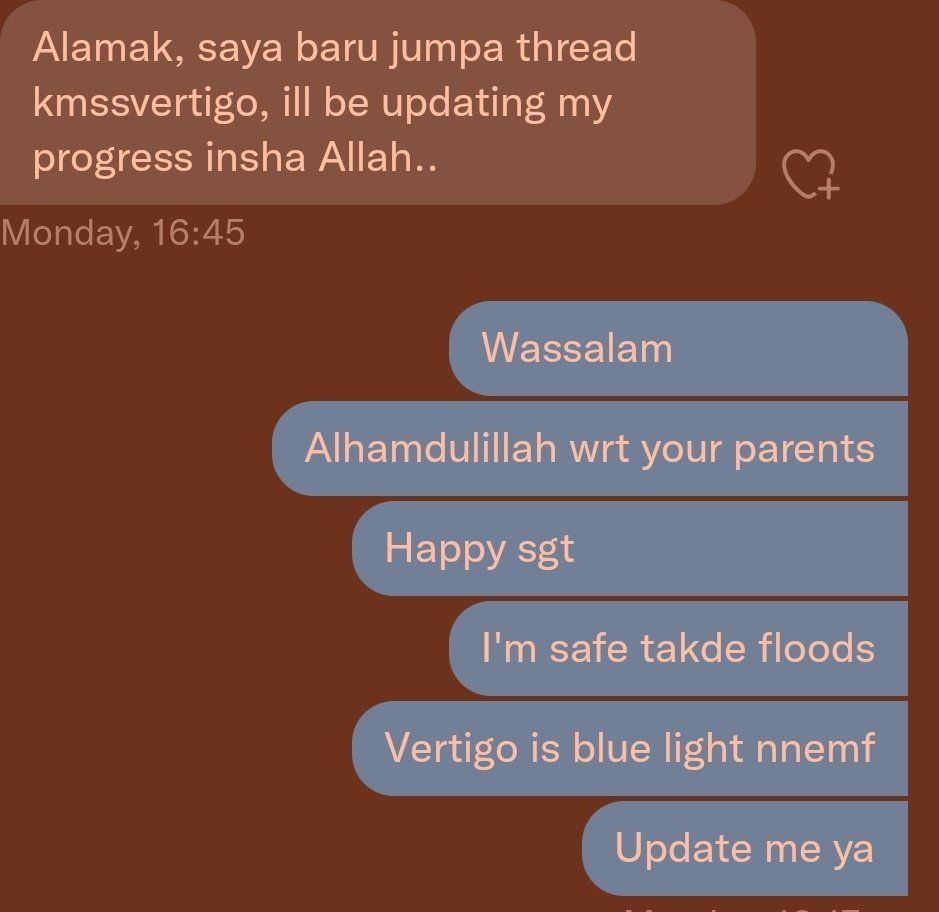 Alamak, saya baru jumpa thread
kmssvertigo, ill be updating my
progress insha Allah..
Monday, 16:45
Wassalam
Alhamdulillah wrt your parents
Happy sgt
I'm safe takde floods
Vertigo is blue light nnemf
Update me ya